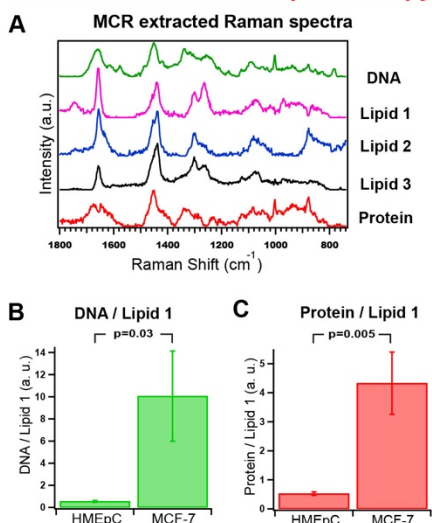 A
MCR extracted Raman spectra
Intensity (a.u.)
DNA
Lipid 1
Lipid 2
Lipid 3
Protein
1800 1600 1400 1200 1000 800
Raman Shift (cm⁻¹)
B
DNA / Lipid 1
p=0.03
DNA / Lipid 1 (a. u.)
14
12
10
8
6
4
2
0
HMEpC MCF-7
C
Protein / Lipid 1
p=0.005
Protein / Lipid 1 (a. u.)
5
4
3
2
1
0
HMEpC MCF-7